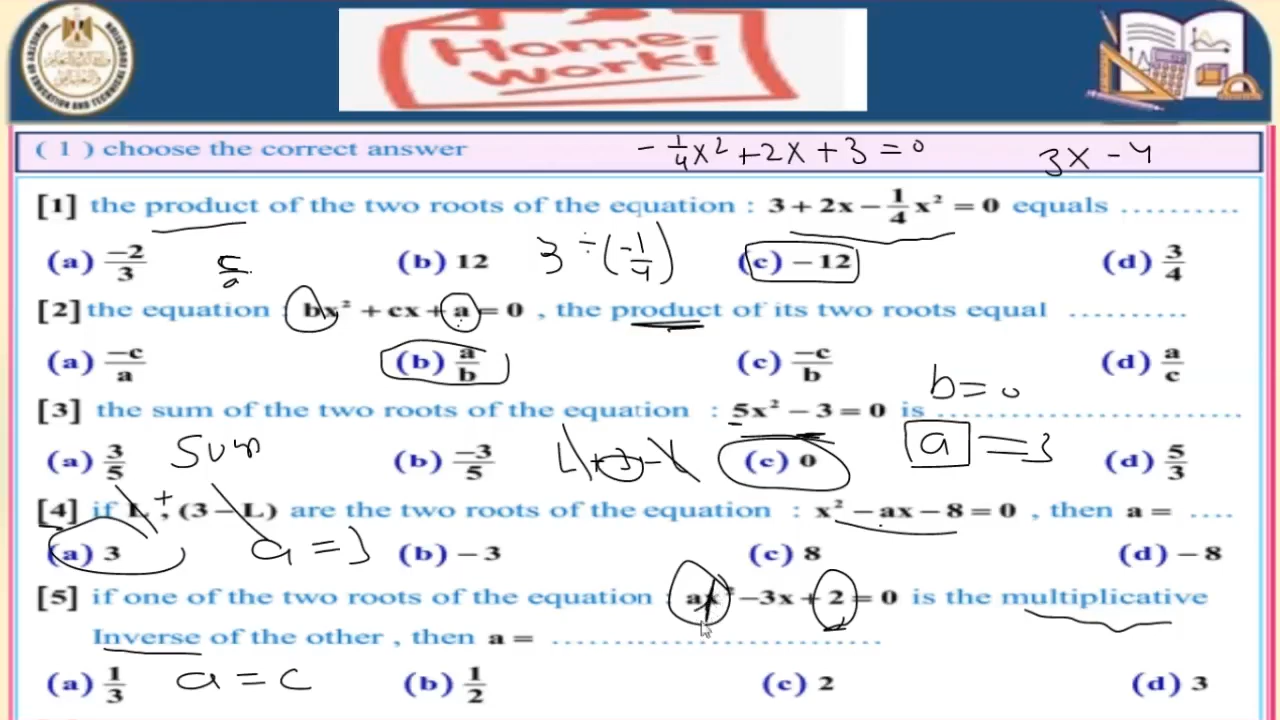 Home-
work!
( 1 ) choose the correct answer
- 1/4 x² + 2x + 3 = 0
3x - 4
[1] the product of the two roots of the equation : 3 + 2x − 1/4 x² = 0 equals ..........
(a) −2/3 (b) 12 (c) − 12 (d) 3/4
c/a
3 ÷ (-1/4)
[2] the equation : bx² + cx + a = 0 , the product of its two roots equal ..........
(a) −c/a (b) a/b (c) −c/b (d) a/c
b = 0
[3] the sum of the two roots of the equation : 5x² − 3 = 0 is ..........................
(a) 3/5 (b) −3/5 (c) 0 (d) 5/3
Sum
L + 3 - L
a = 3
[4] if L , (3 − L) are the two roots of the equation : x² − ax − 8 = 0 , then a = ....
+
(a) 3 (b) − 3 (c) 8 (d) − 8
a = 3
[5] if one of the two roots of the equation : ax² −3x + 2 = 0 is the multiplicative
Inverse of the other , then a = ..............................
(a) 1/3 (b) 1/2 (c) 2 (d) 3
a = c